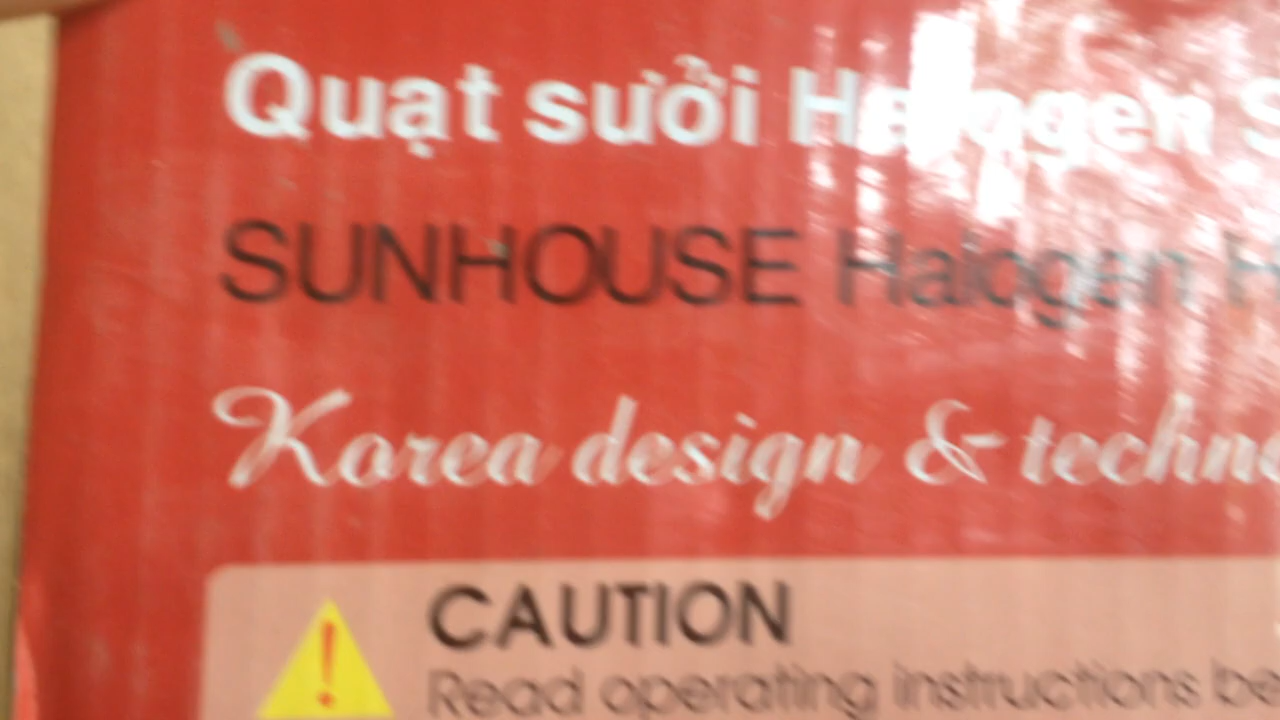 Quạt sưởi Halogen
SUNHOUSE Halogen
Korea design &
CAUTION
Read operating instructions